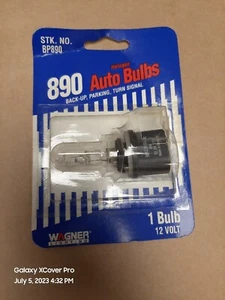 STK. NO.
BP890
890
Auto Bulbs
BACK-UP, PARKING, TURN SIGNAL
1 Bulb
12 VOLT
WAGNER
LIGHTING
Galaxy XCover Pro
July 5, 2023 4:32 PM